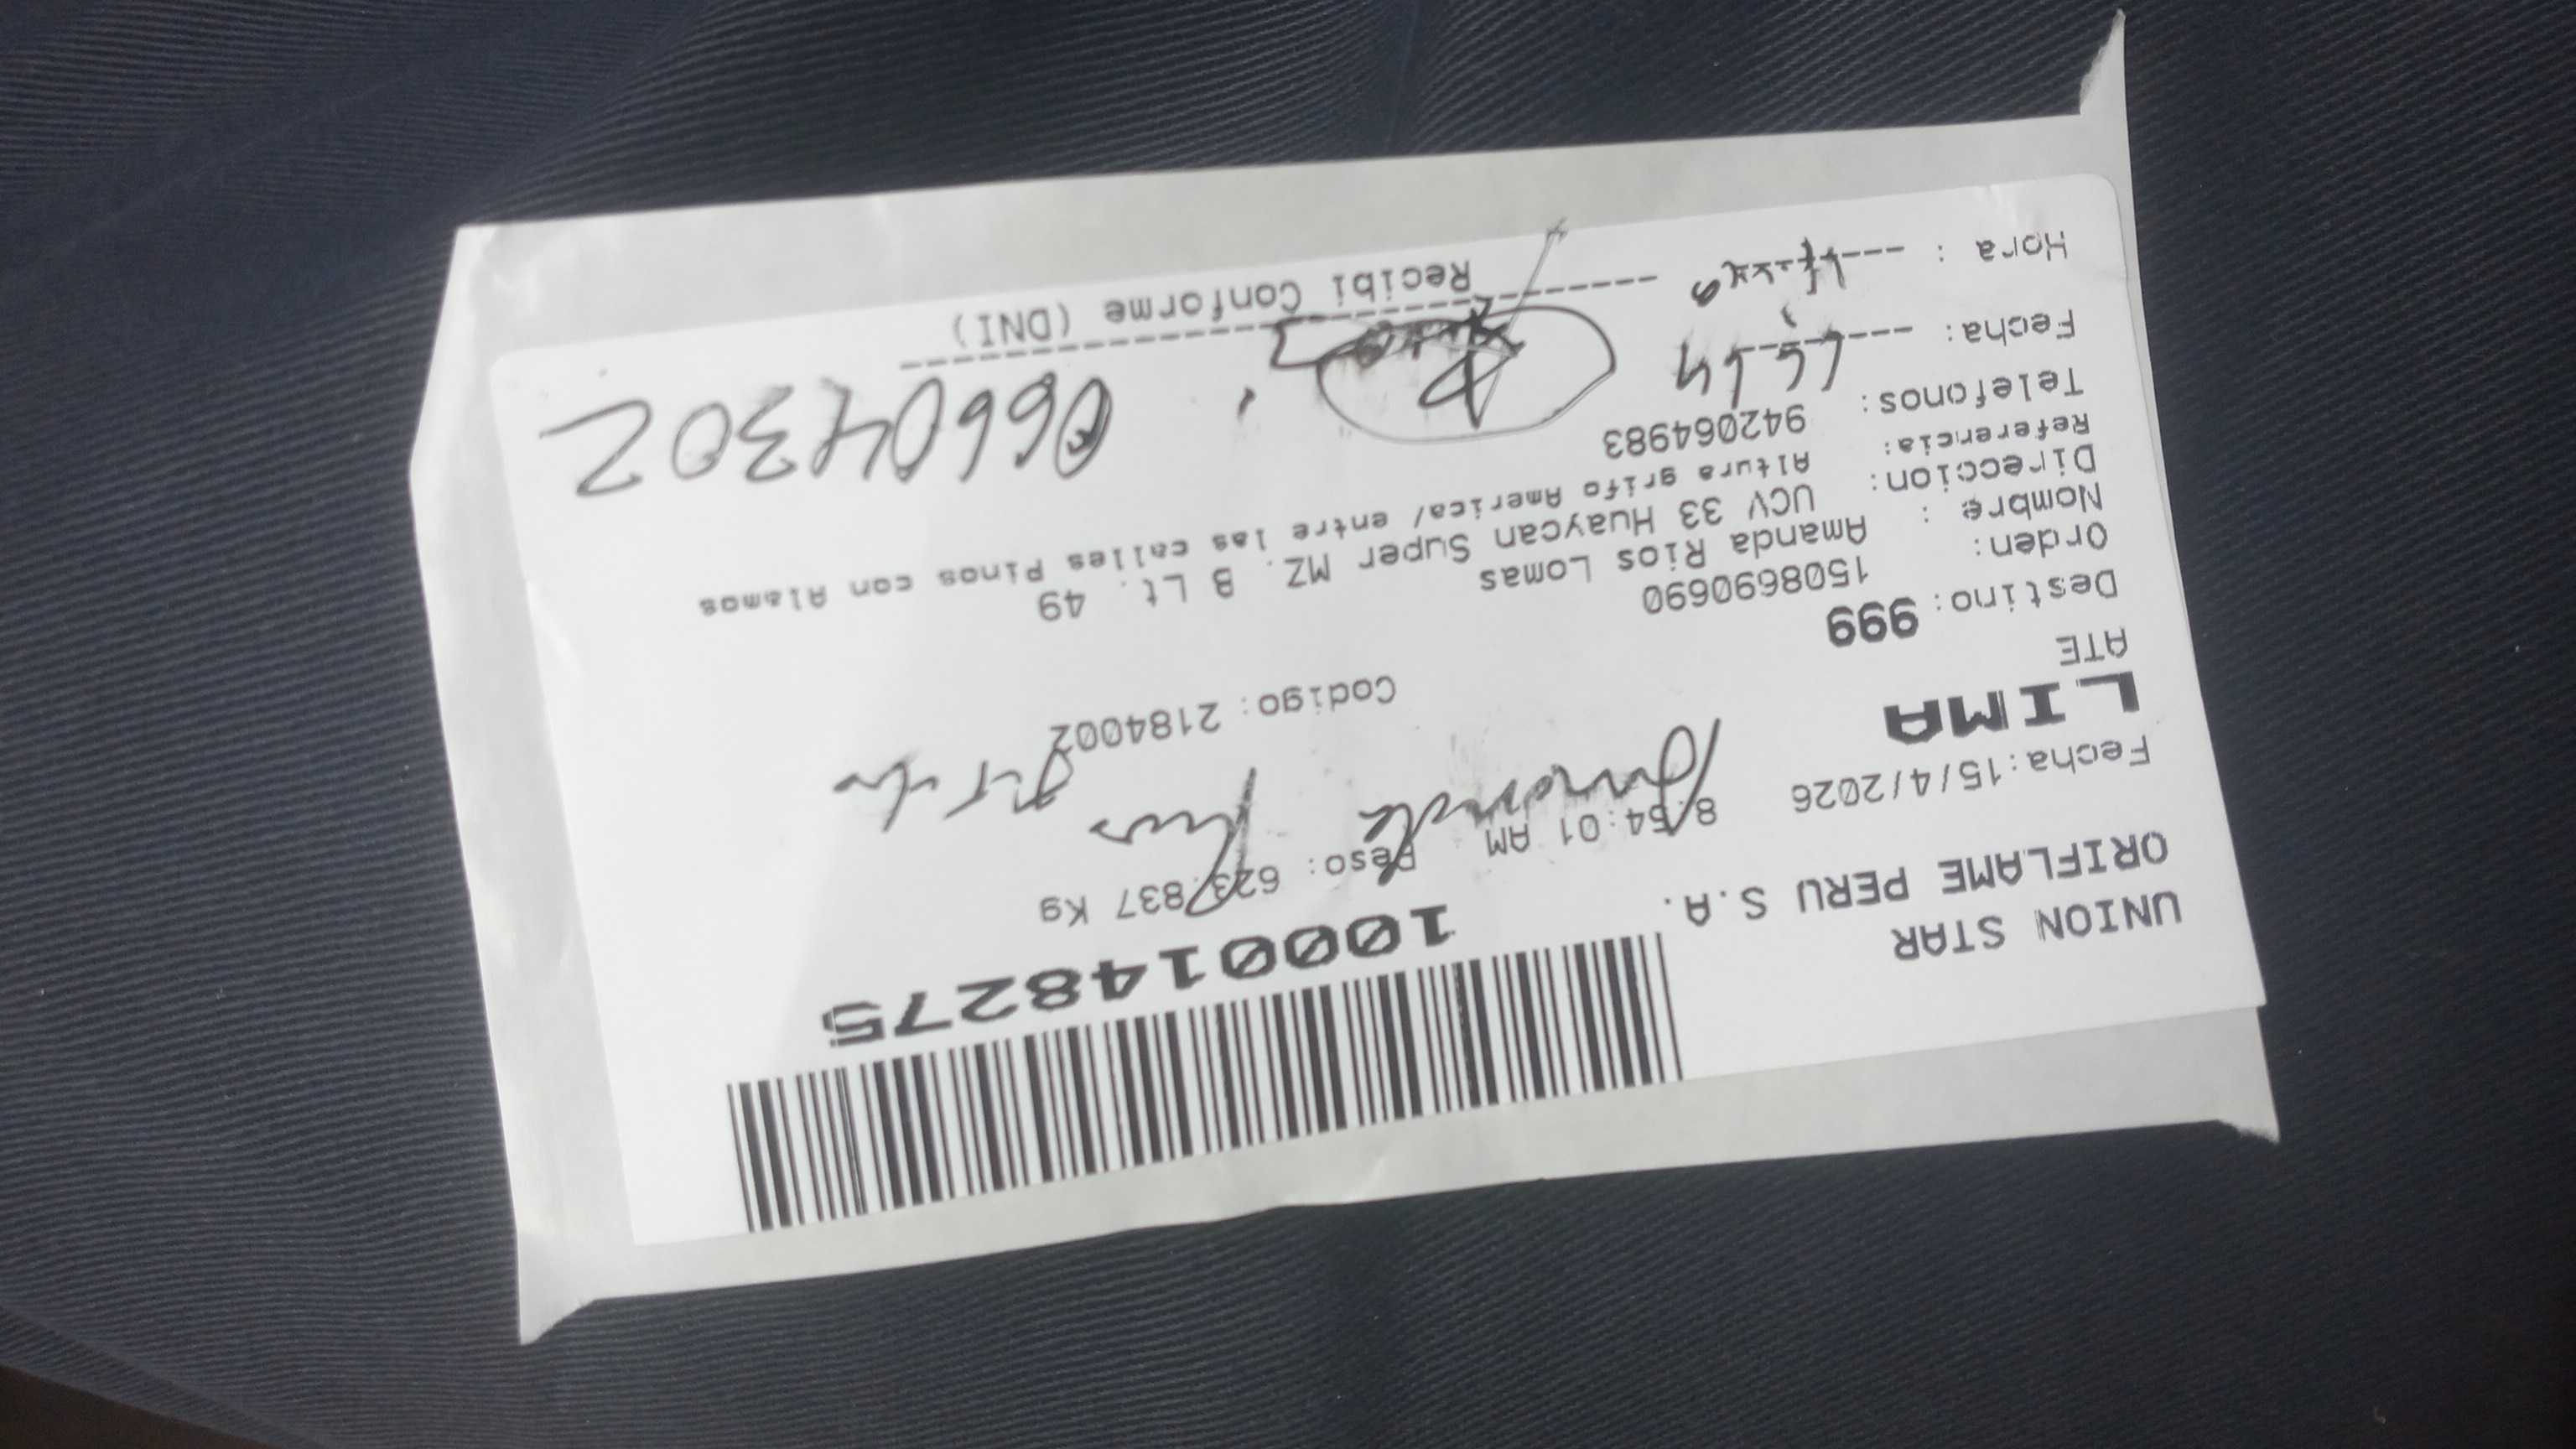 1000148275
UNION STAR
ORIFLAME PERU S.A.
Fecha:15/4/2026 8:54:01 AM Peso: 623.837 Kg
LIMA
ATE
Codigo: 2184002
Destino: 999
Orden: 1508690690
Nombre : Amanda Rios Lomas
Direccion: UCV 33 Huaycan Super MZ. B Lt. 49
Referencia: Altura grifo America/ entre las calles Pinos con Alamos
Telefonos: 942064983
Fecha:
06604302
Hora :
Recibi Conforme (DNI)